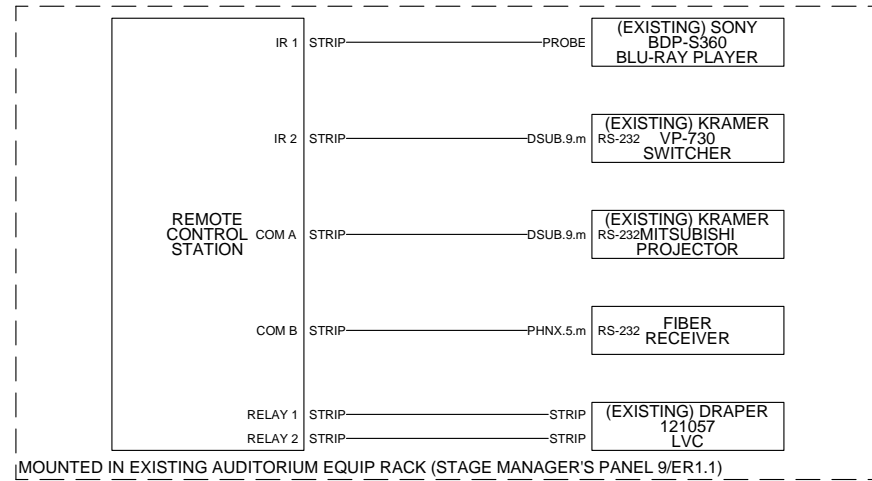 IR 1 STRIP PROBE (EXISTING) SONY
BDP-S360
BLU-RAY PLAYER
IR 2 STRIP DSUB.9.m RS-232 (EXISTING) KRAMER
VP-730
SWITCHER
REMOTE
CONTROL
STATION
COM A STRIP DSUB.9.m RS-232 (EXISTING) KRAMER
MITSUBISHI
PROJECTOR
COM B STRIP PHNX.5.m RS-232 FIBER
RECEIVER
RELAY 1 STRIP STRIP (EXISTING) DRAPER
RELAY 2 STRIP STRIP 121057
LVC
MOUNTED IN EXISTING AUDITORIUM EQUIP RACK (STAGE MANAGER'S PANEL 9/ER1.1)